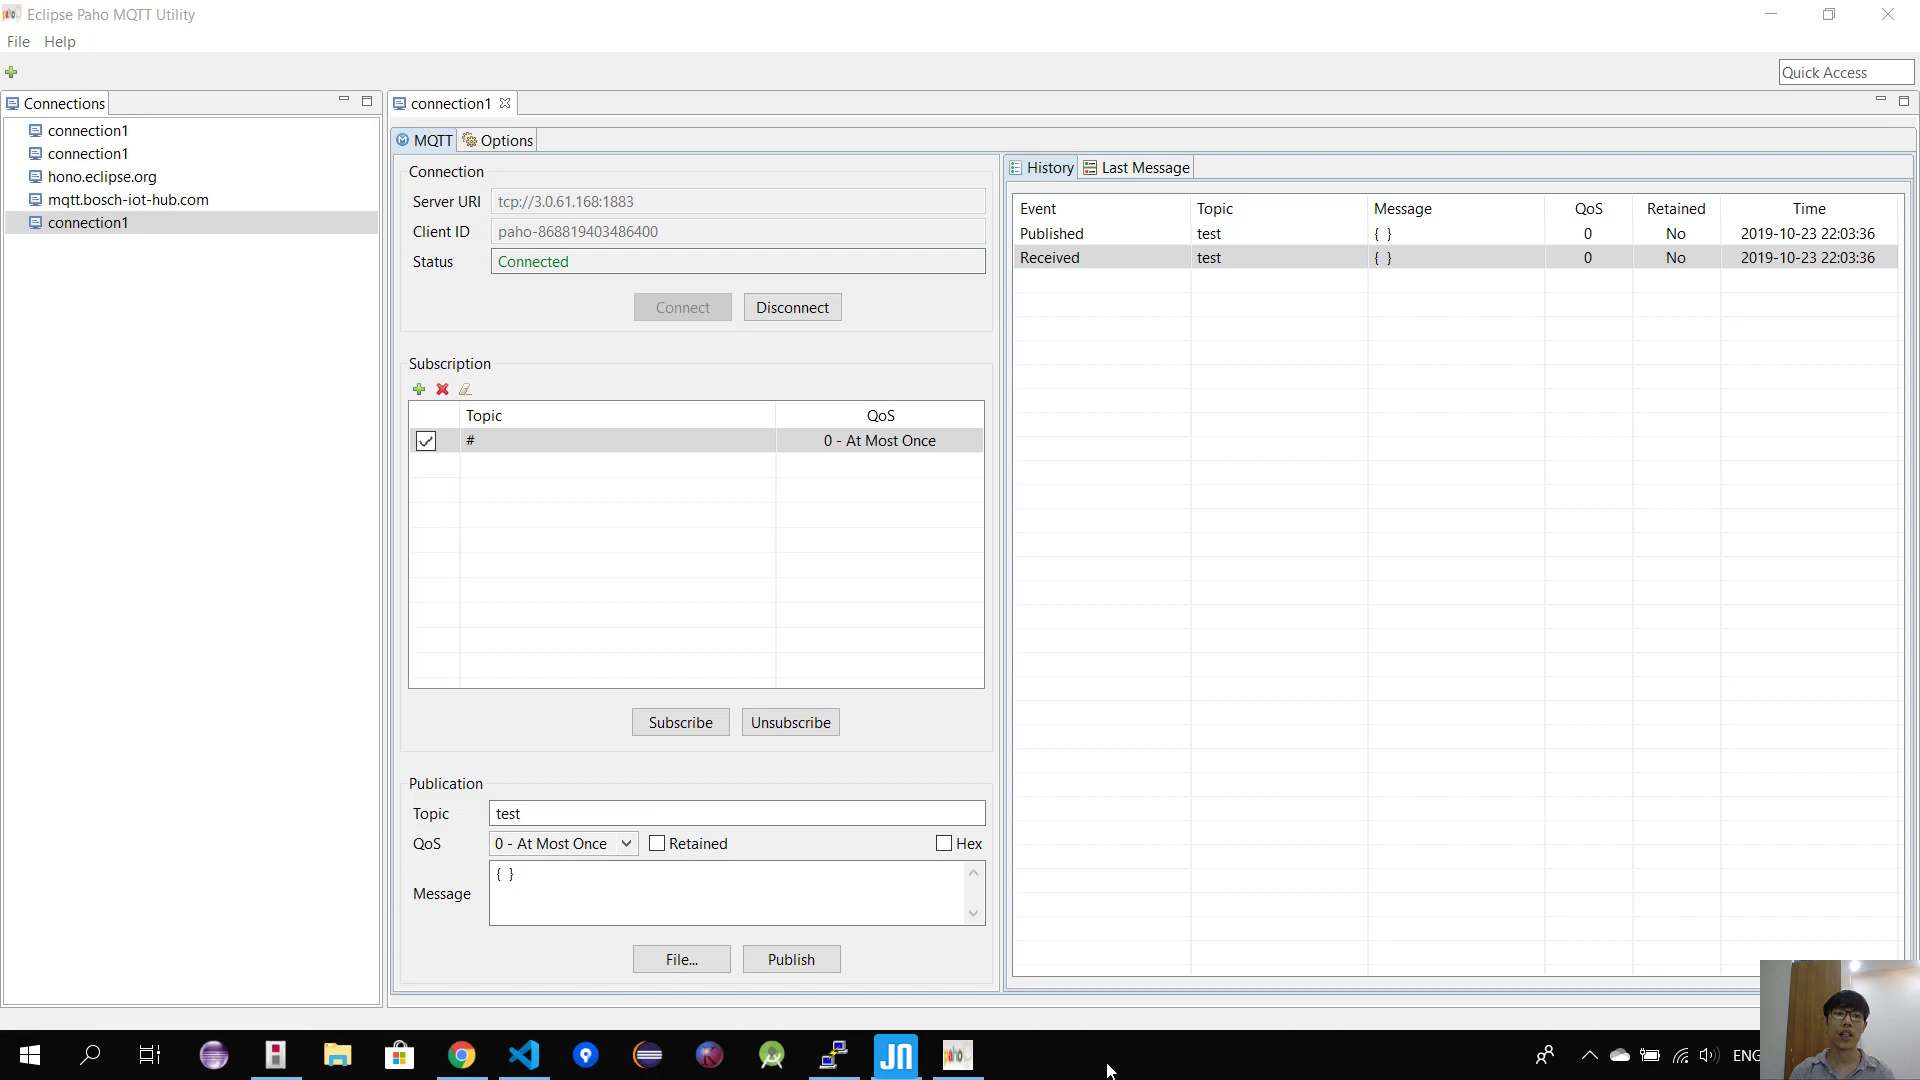 Eclipse Paho MQTT Utility
File Help
Quick Access
Connections
connection1
connection1
hono.eclipse.org
mqtt.bosch-iot-hub.com
connection1
connection1
MQTT Options
Connection
Server URI tcp://3.0.61.168:1883
Client ID paho-868819403486400
Status Connected
Connect Disconnect
Subscription
Topic QoS
# 0 - At Most Once
Subscribe Unsubscribe
Publication
Topic test
QoS 0 - At Most Once Retained Hex
Message { }
File... Publish
History Last Message
Event Topic Message QoS Retained Time
Published test { } 0 No 2019-10-23 22:03:36
Received test { } 0 No 2019-10-23 22:03:36
JN
paho
ENG